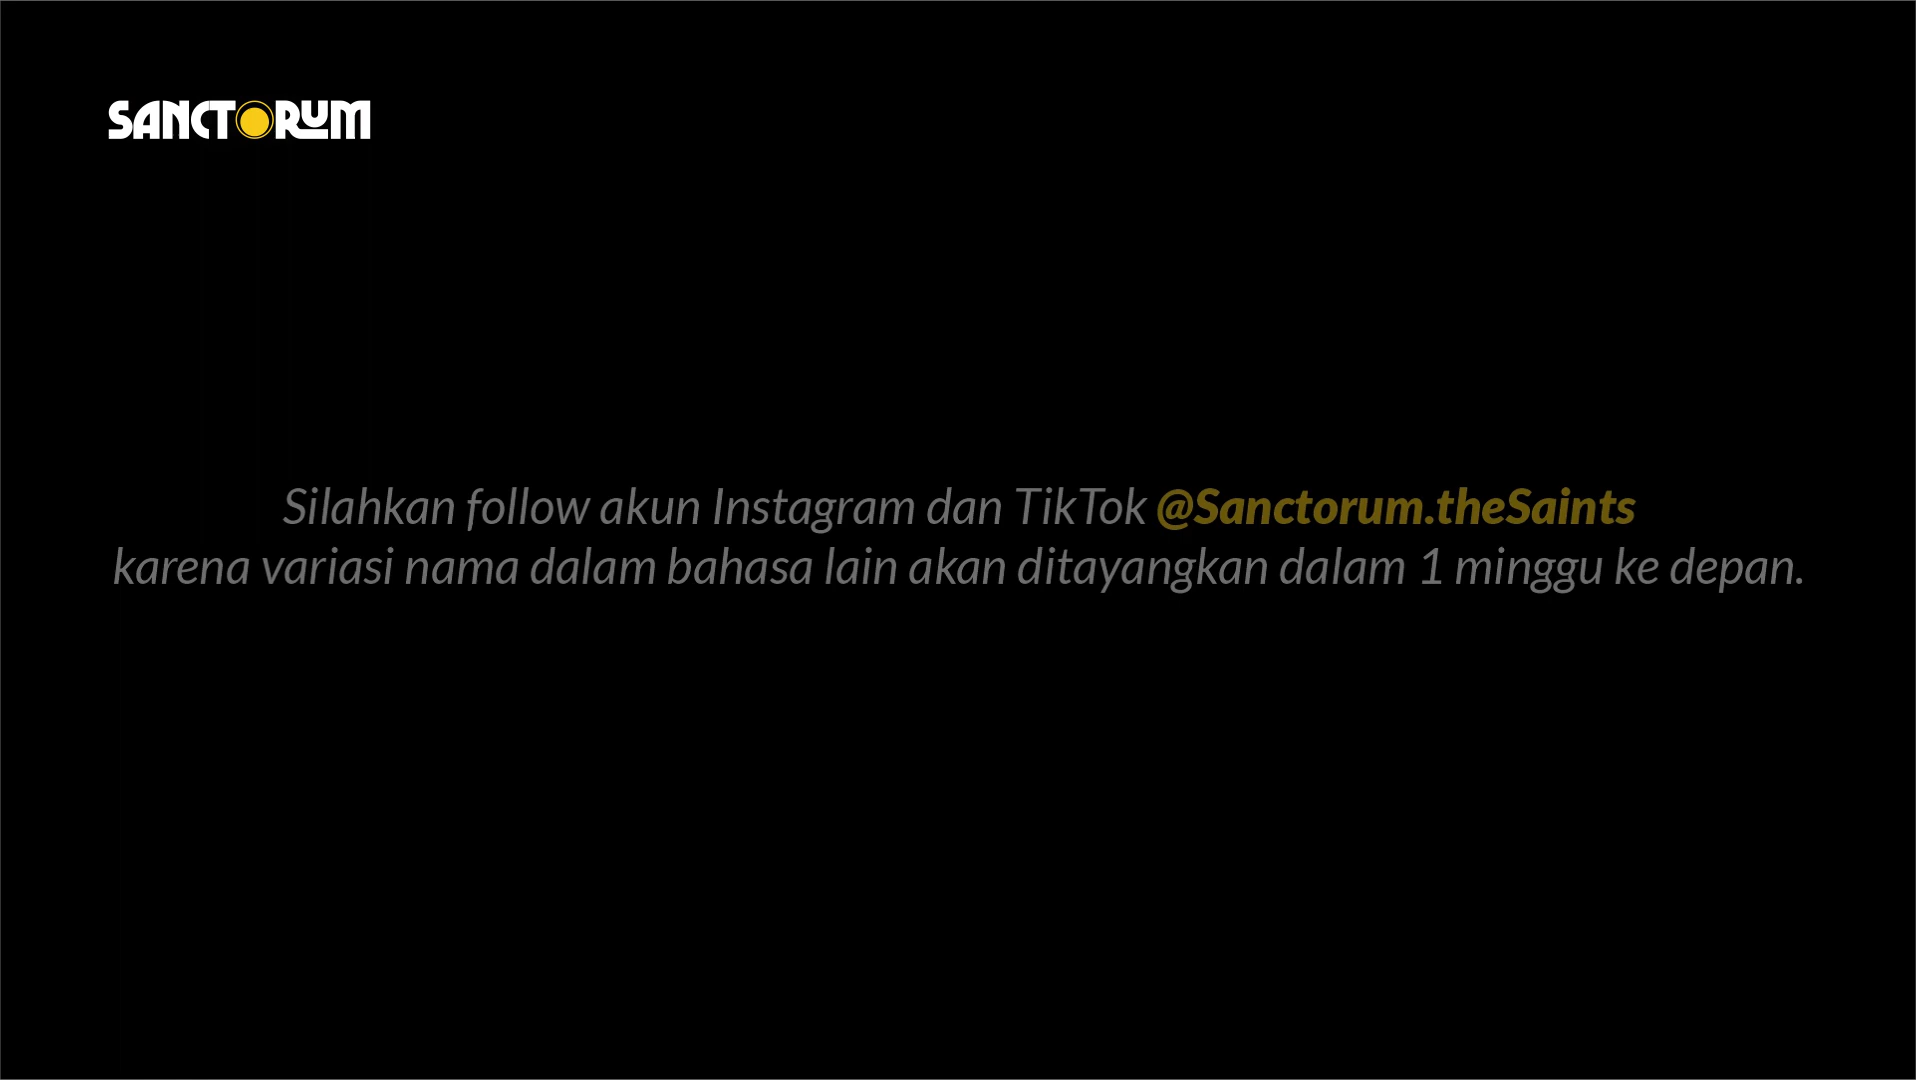 SANCTORUM
Silahkan follow akun Instagram dan TikTok @Sanctorum.theSaints
karena variasi nama dalam bahasa lain akan ditayangkan dalam 1 minggu ke depan.